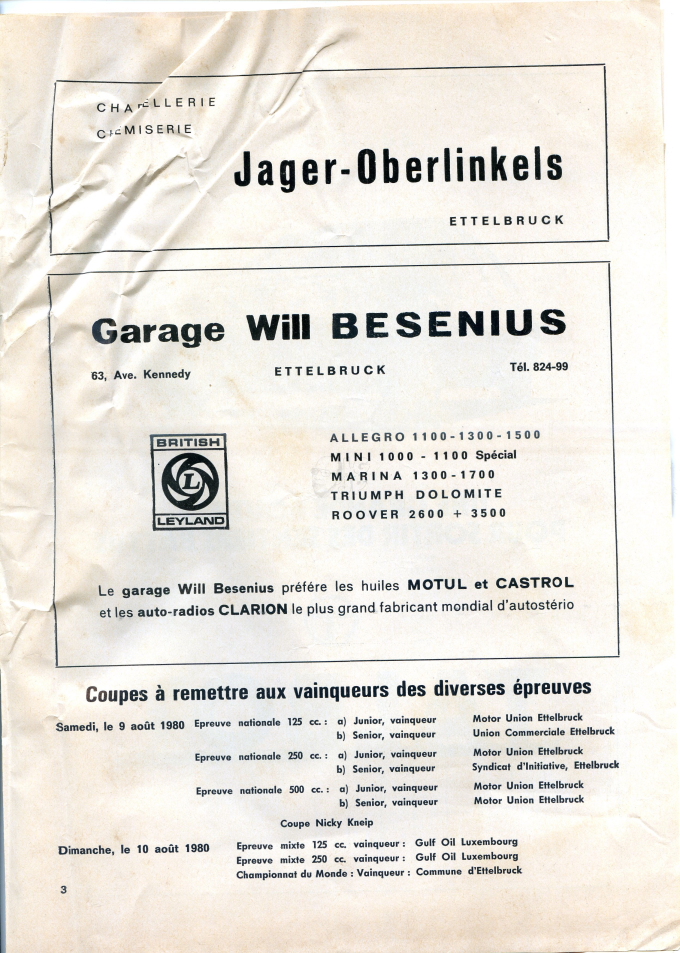 CHAPELLERIE
CHEMISERIE
Jager-Oberlinkels
ETTELBRUCK
Garage Will BESENIUS
63, Ave. Kennedy ETTELBRUCK Tél. 824-99
BRITISH
L
LEYLAND
ALLEGRO 1100-1300-1500
MINI 1000 - 1100 Spécial
MARINA 1300-1700
TRIUMPH DOLOMITE
ROOVER 2600 + 3500
Le garage Will Besenius préfére les huiles MOTUL et CASTROL
et les auto-radios CLARION le plus grand fabricant mondial d'autostério
Coupes à remettre aux vainqueurs des diverses épreuves
Samedi, le 9 août 1980 Epreuve nationale 125 cc. : a) Junior, vainqueur Motor Union Ettelbruck
b) Senior, vainqueur Union Commerciale Ettelbruck
Epreuve nationale 250 cc. : a) Junior, vainqueur Motor Union Ettelbruck
b) Senior, vainqueur Syndicat d'Initiative, Ettelbruck
Epreuve nationale 500 cc. : a) Junior, vainqueur Motor Union Ettelbruck
b) Senior, vainqueur Motor Union Ettelbruck
Coupe Nicky Kneip
Dimanche, le 10 août 1980 Epreuve mixte 125 cc. vainqueur : Gulf Oil Luxembourg
Epreuve mixte 250 cc. vainqueur : Gulf Oil Luxembourg
Championnat du Monde : Vainqueur : Commune d'Ettelbruck
3